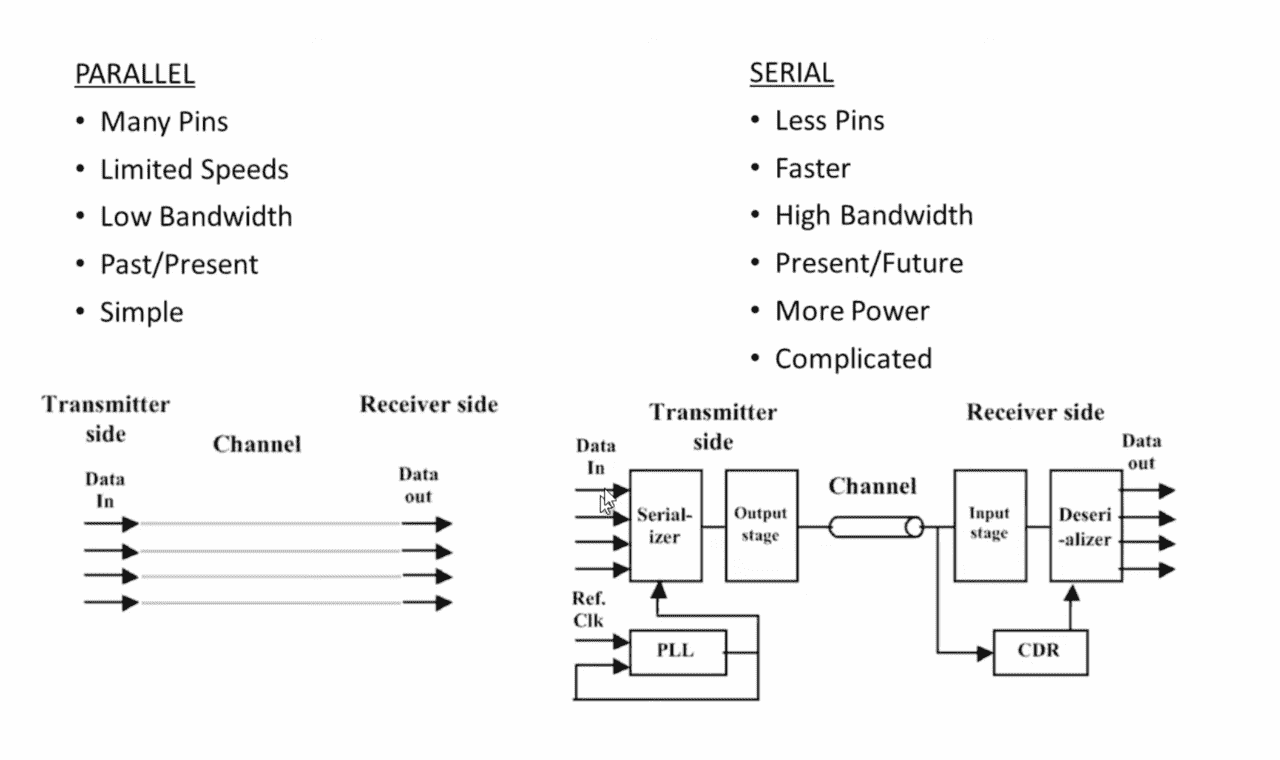 PARALLEL
• Many Pins
• Limited Speeds
• Low Bandwidth
• Past/Present
• Simple
SERIAL
• Less Pins
• Faster
• High Bandwidth
• Present/Future
• More Power
• Complicated
Transmitter
side
Channel
Receiver side
Data
In
Data
out
Transmitter
side
Receiver side
Data
In
Serial-
izer
Output
stage
Channel
Input
stage
Deseri
-alizer
Data
out
Ref.
Clk
PLL
CDR